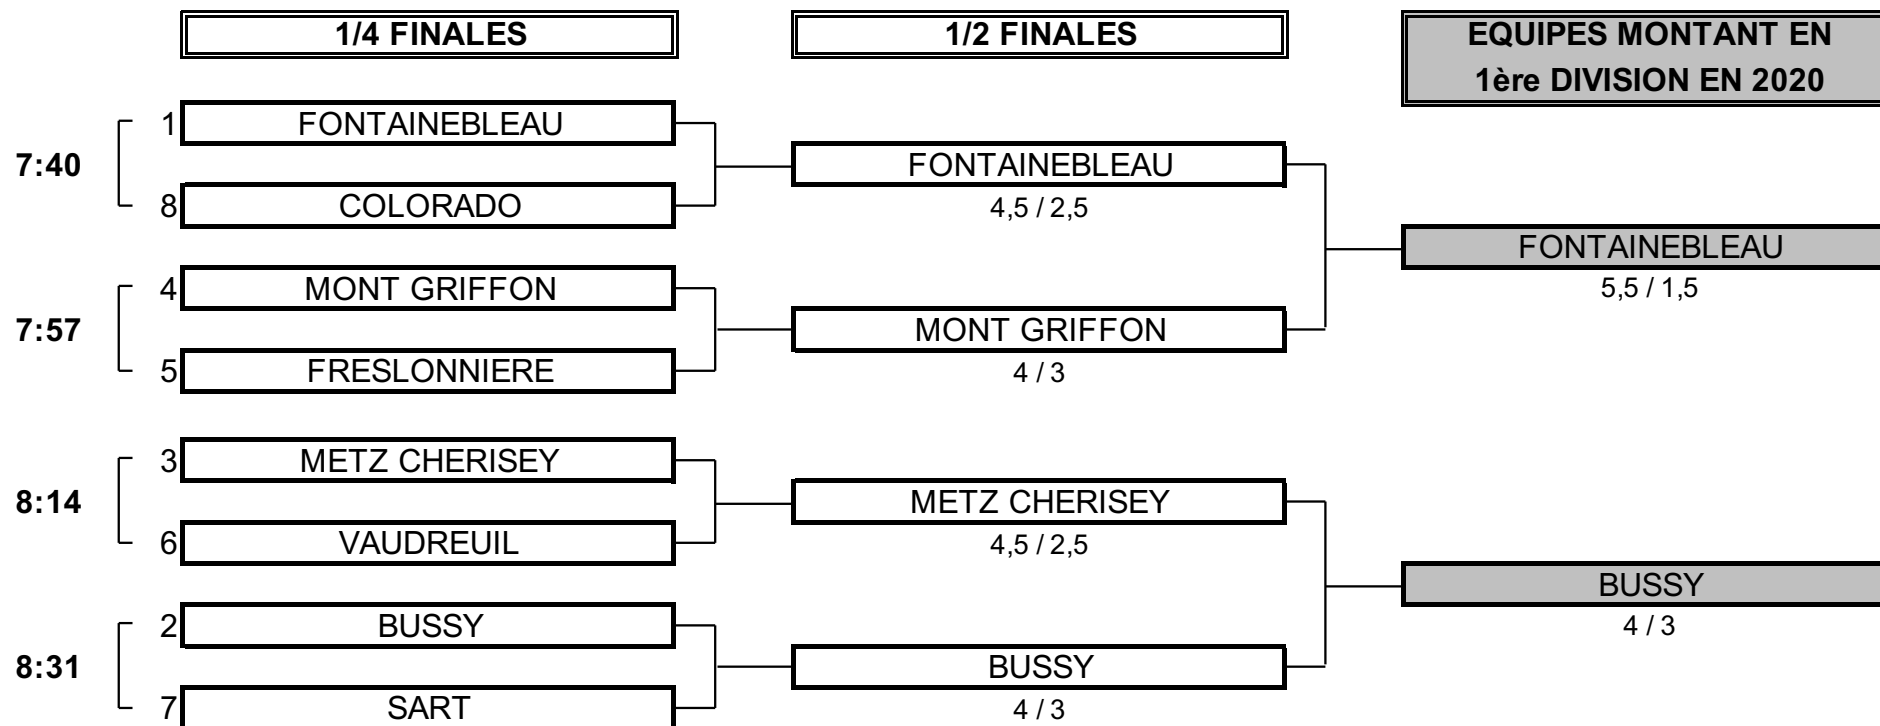 1/4 FINALES
1/2 FINALES
EQUIPES MONTANT EN
1ère DIVISION EN 2020
1 FONTAINEBLEAU
7:40
FONTAINEBLEAU
8 COLORADO
4,5 / 2,5
FONTAINEBLEAU
4 MONT GRIFFON
5,5 / 1,5
7:57
MONT GRIFFON
5 FRESLONNIERE
4 / 3
3 METZ CHERISEY
8:14
METZ CHERISEY
6 VAUDREUIL
4,5 / 2,5
BUSSY
2 BUSSY
4 / 3
8:31
BUSSY
7 SART
4 / 3